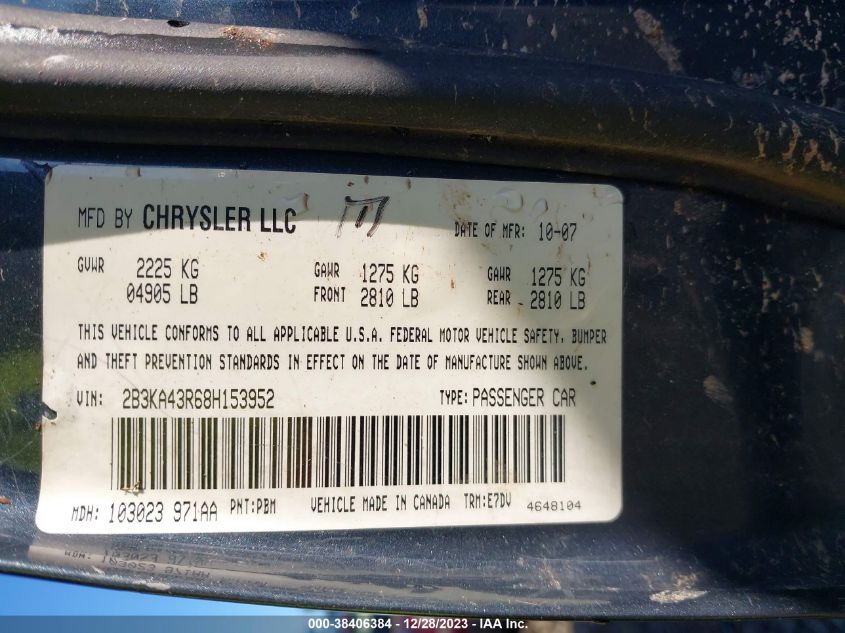 MFD BY CHRYSLER LLC DATE OF MFR: 10-07
GVWR 2225 KG GAWR 1275 KG GAWR 1275 KG
04905 LB FRONT 2810 LB REAR 2810 LB
THIS VEHICLE CONFORMS TO ALL APPLICABLE U.S.A. FEDERAL MOTOR VEHICLE SAFETY, BUMPER
AND THEFT PREVENTION STANDARDS IN EFFECT ON THE DATE OF MANUFACTURE SHOWN ABOVE.
VIN: 2B3KA43R68H153952 TYPE: PASSENGER CAR
MDH: 103023 971AA PNT:PBM VEHICLE MADE IN CANADA TRM:E7DV 4648104
000-38406384 - 12/28/2023 - IAA Inc.